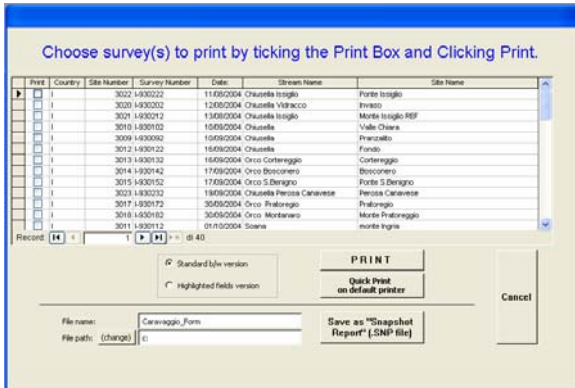 Choose survey(s) to print by ticking the Print Box and Clicking Print.
Print Country Site Number Survey Number Date: Stream Name Site Name
I 3022 I-930222 11/08/2004 Chiusella Issiglio Ponte Issiglio
I 3020 I-930202 12/08/2004 Chiusella Vidracco Invaso
I 3021 I-930212 13/08/2004 Chiusella Issiglio Monte Issiglio REF
I 3010 I-930102 10/09/2004 Chiusella Valle Chiara
I 3009 I-930092 10/09/2004 Chiusella Pranzalito
I 3012 I-930122 16/09/2004 Chiusella Fondo
I 3013 I-930132 16/09/2004 Orco Cortereggio Cortereggio
I 3014 I-930142 17/09/2004 Orco Bosconero Bosconero
I 3015 I-930152 17/09/2004 Orco S.Benigno Ponte S.Benigno
I 3023 I-930232 19/09/2004 Chiusella Perosa Canavese Perosa Canavese
I 3017 I-930172 30/09/2004 Orco Pratoregio Pratoregio
I 3018 I-930182 30/09/2004 Orco Montanaro Monte Pratoreggio
I 3011 I-930112 01/10/2004 Soana monte Ingria
Record: 1 di 40
Standard b/w version
Highlighted fields version
PRINT
Quick Print
on default printer
Cancel
File name: Caravaggio_Form
File path: (change) c:\
Save as "Snapshot
Report" (.SNP file)